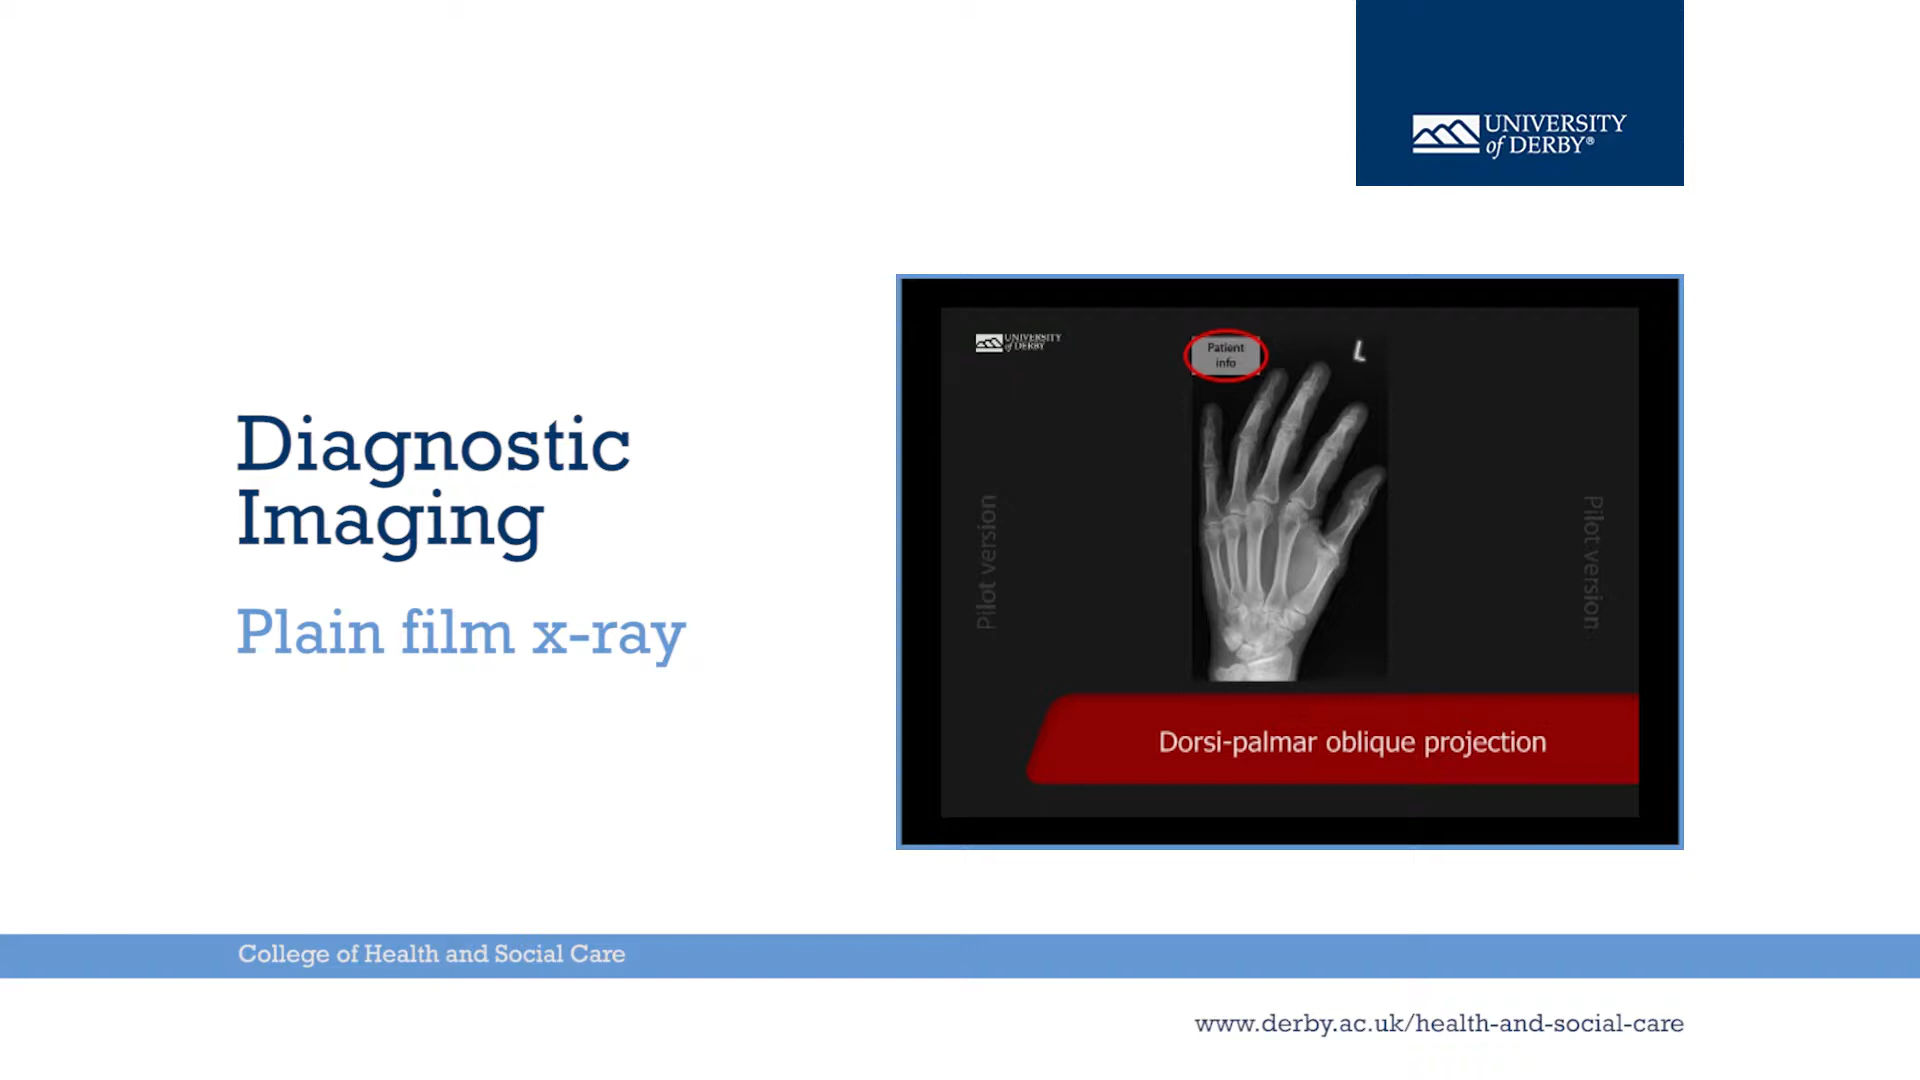 UNIVERSITY
of DERBY®
Diagnostic
Imaging
Plain film x-ray
UNIVERSITY
of DERBY
Patient
info
L
Pilot version
Pilot version
Dorsi-palmar oblique projection
College of Health and Social Care
www.derby.ac.uk/health-and-social-care